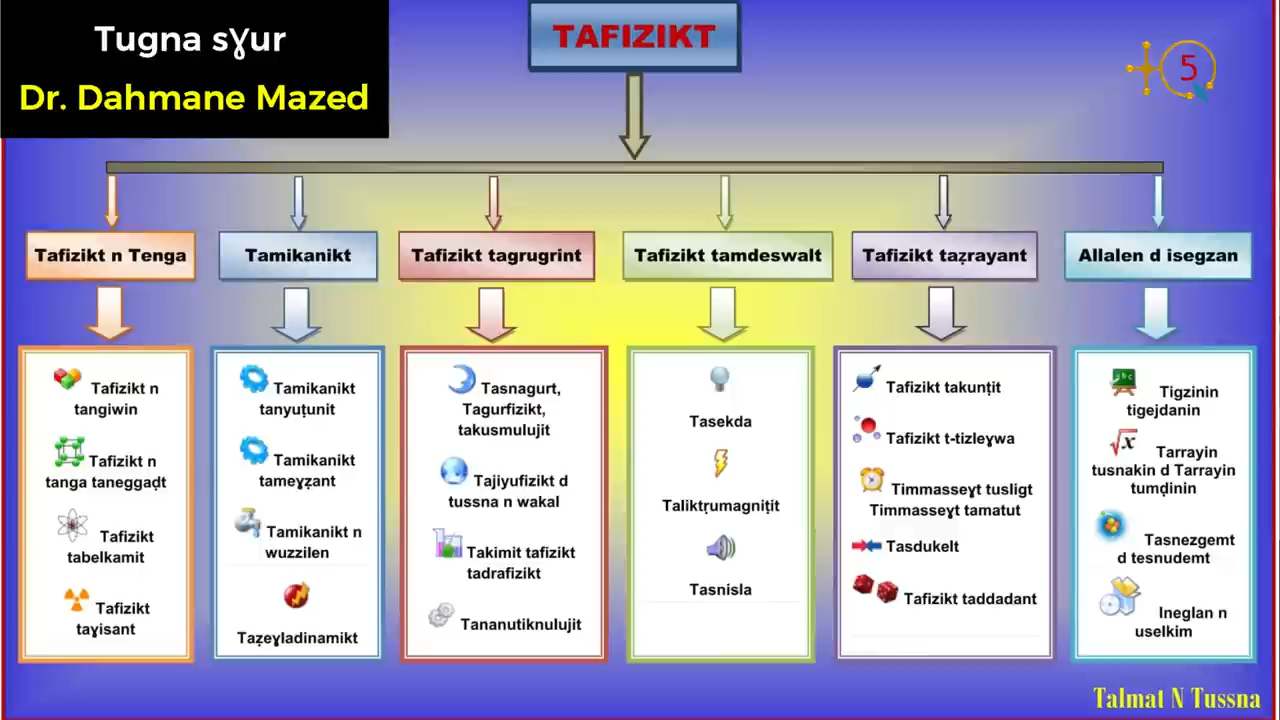 Tugna sɣur
Dr. Dahmane Mazed
TAFIZIKT
5
Tafizikt n Tenga
Tamikanikt
Tafizikt tagrugrint
Tafizikt tamdeswalt
Tafizikt taẓrayant
Allalen d isegzan
Tafizikt n
tangiwin
Tafizikt n
tanga taneggaḍt
Tafizikt
tabelkamit
Tafizikt
taɣisant
Tamikanikt
tanyuṭunit
Tamikanikt
tameɣẓant
Tamikanikt n
wuzzilen
Taẓeɣladinamikt
Tasnagurt,
Tagurfizikt,
takusmulujit
Tajiyufizikt d
tussna n wakal
Takimit tafizikt
tadrafizikt
Tananutiknulujit
Tasekda
Taliktṛumagniṭit
Tasnisla
Tafizikt takunṭit
Tafizikt t-tizleɣwa
Timmasseɣt tusligt
Timmasseɣt tamatut
Tasdukelt
Tafizikt taddadant
abc
Tigzinin
tigejdanin
√x
Tarrayin
tusnakin d Tarrayin
tumḍinin
Tasnezgemt
d tesnudemt
Ineglan n
uselkim
Talmat N Tussna